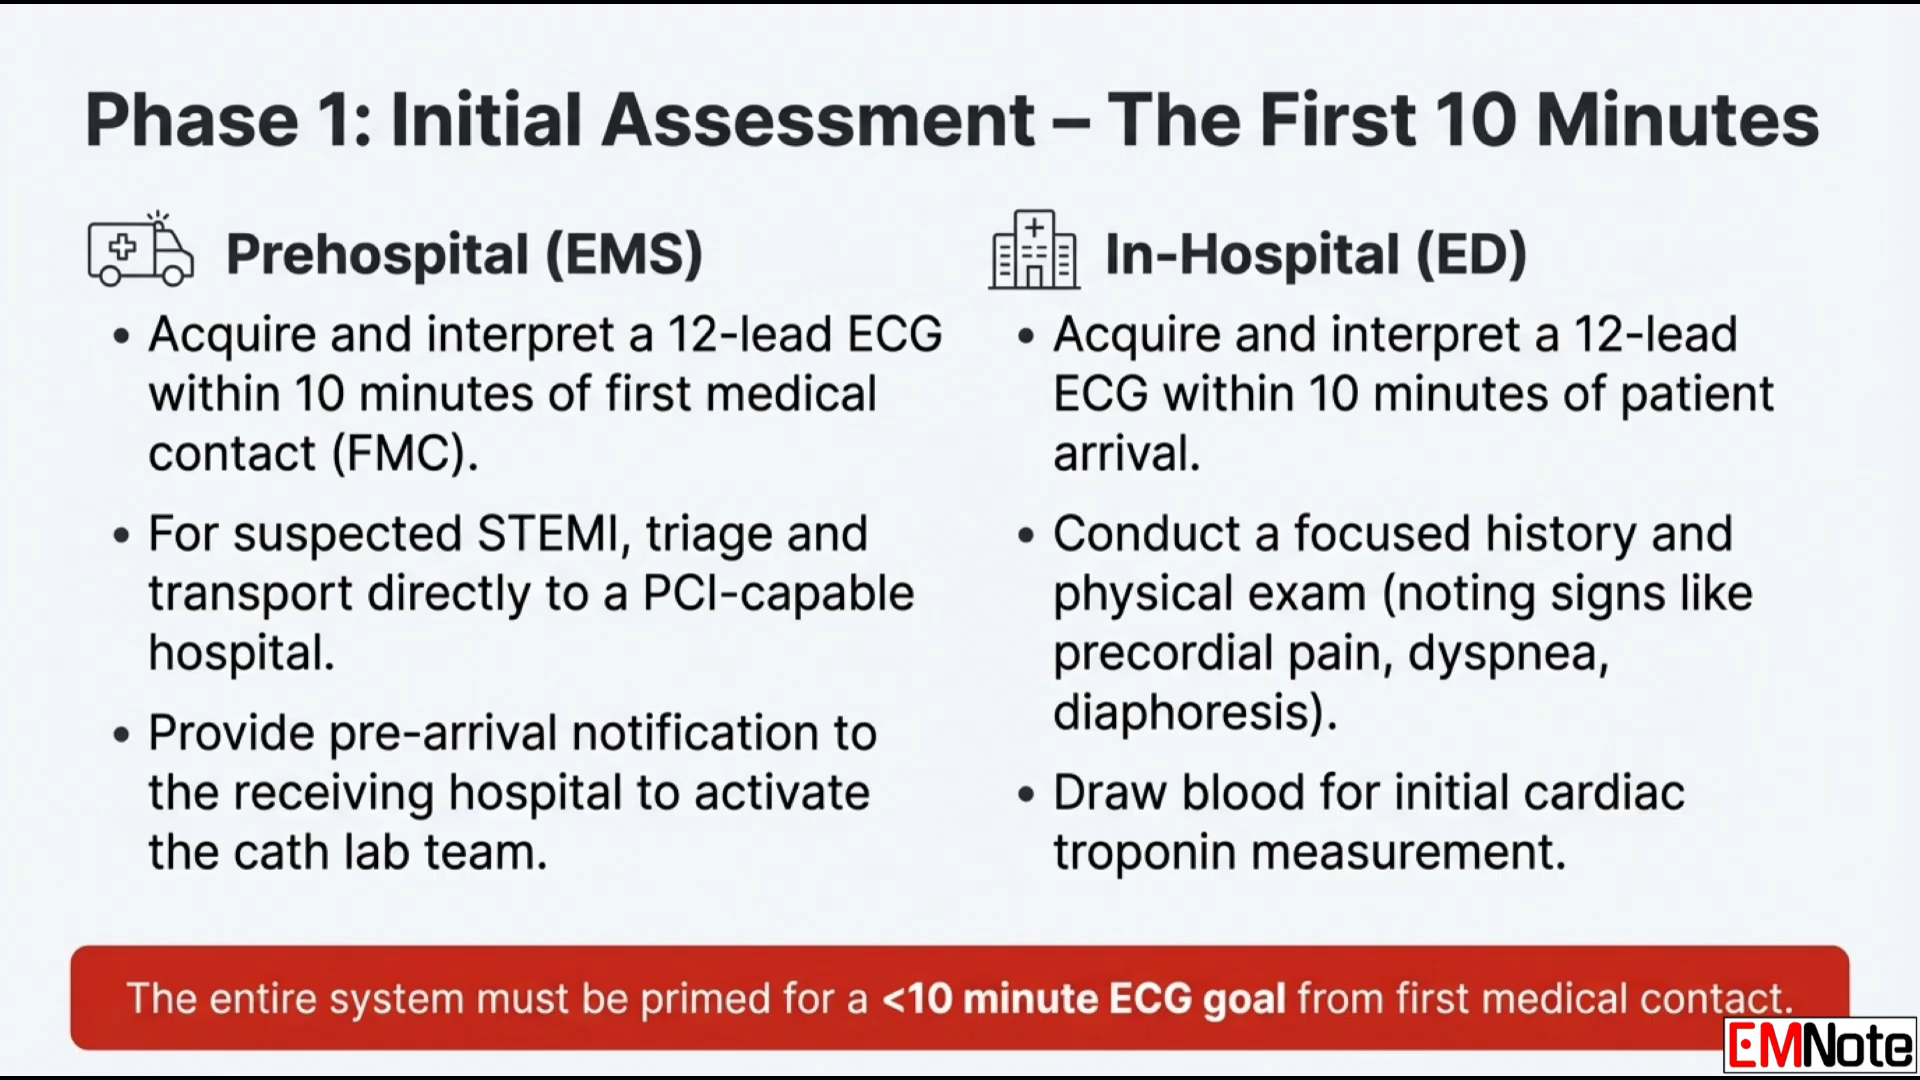 Phase 1: Initial Assessment – The First 10 Minutes
Prehospital (EMS)
• Acquire and interpret a 12-lead ECG
within 10 minutes of first medical
contact (FMC).
• For suspected STEMI, triage and
transport directly to a PCI-capable
hospital.
• Provide pre-arrival notification to
the receiving hospital to activate
the cath lab team.
In-Hospital (ED)
• Acquire and interpret a 12-lead
ECG within 10 minutes of patient
arrival.
• Conduct a focused history and
physical exam (noting signs like
precordial pain, dyspnea,
diaphoresis).
• Draw blood for initial cardiac
troponin measurement.
The entire system must be primed for a <10 minute ECG goal from first medical contact.
EMNote